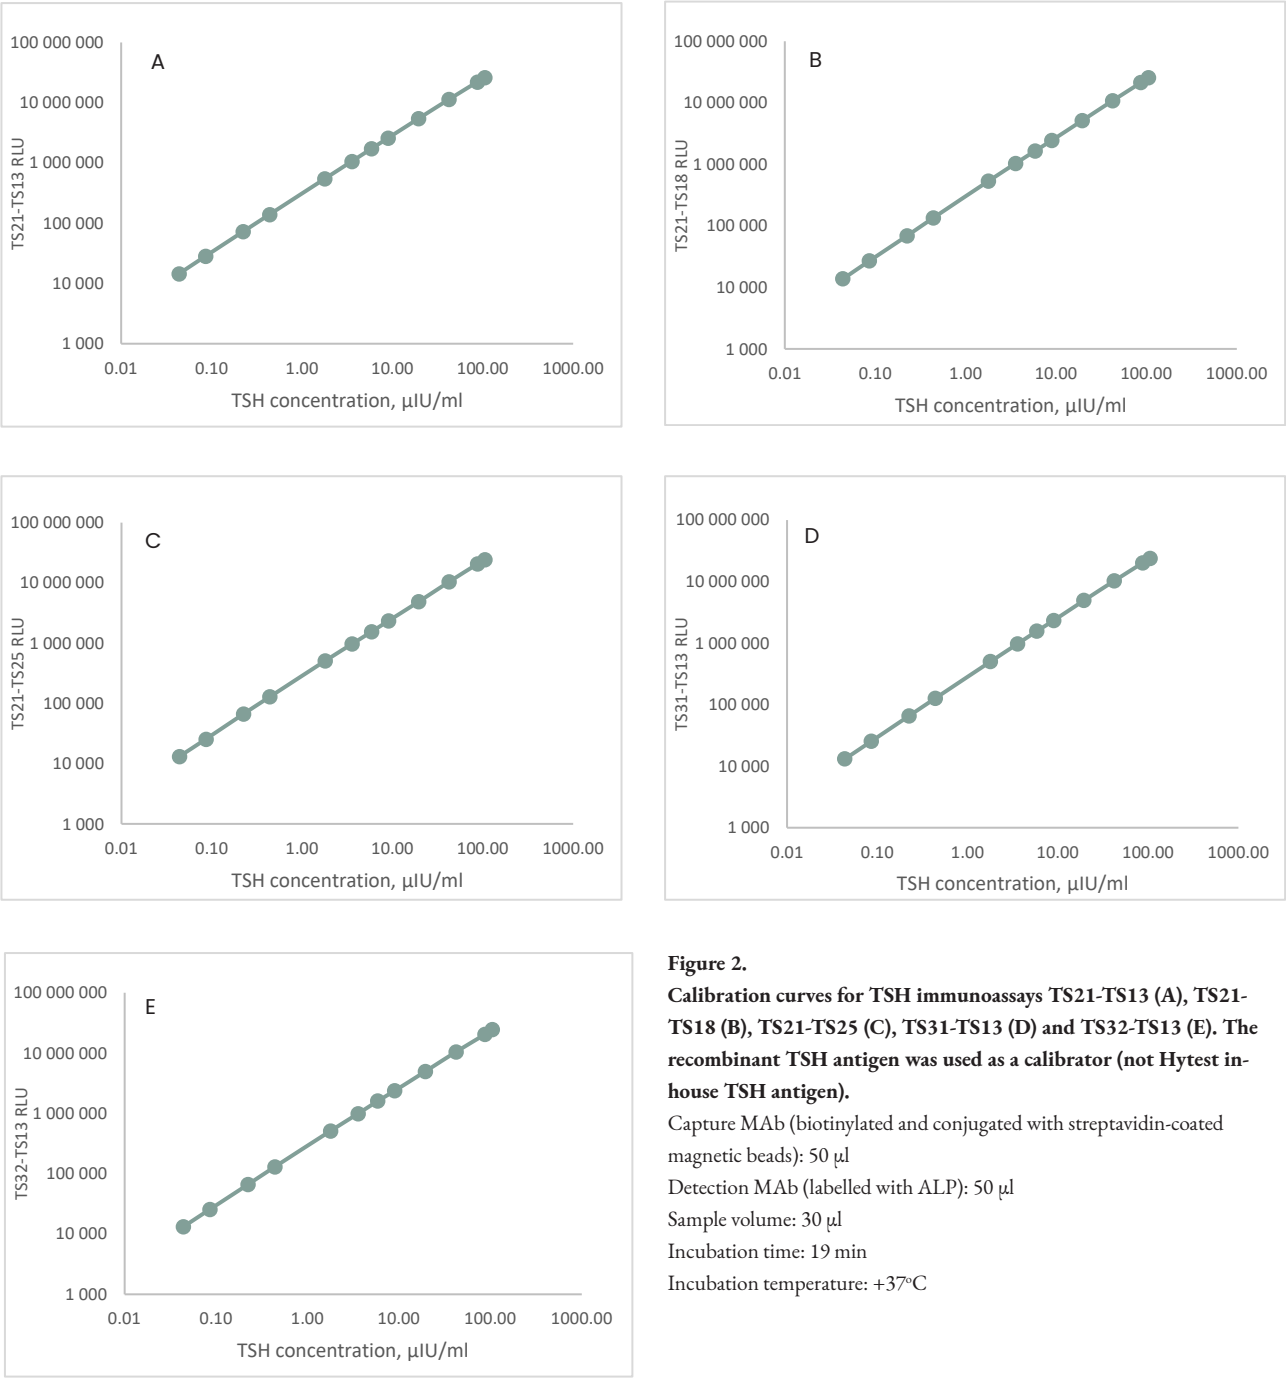 A
100 000 000
10 000 000
1 000 000
100 000
10 000
1 000
TS21-TS13 RLU
0.01 0.10 1.00 10.00 100.00 1000.00
TSH concentration, µIU/ml
B
100 000 000
10 000 000
1 000 000
100 000
10 000
1 000
TS21-TS18 RLU
0.01 0.10 1.00 10.00 100.00 1000.00
TSH concentration, µIU/ml
C
100 000 000
10 000 000
1 000 000
100 000
10 000
1 000
TS21-TS25 RLU
0.01 0.10 1.00 10.00 100.00 1000.00
TSH concentration, µIU/ml
D
100 000 000
10 000 000
1 000 000
100 000
10 000
1 000
TS31-TS13 RLU
0.01 0.10 1.00 10.00 100.00 1000.00
TSH concentration, µIU/ml
E
100 000 000
10 000 000
1 000 000
100 000
10 000
1 000
TS32-TS13 RLU
0.01 0.10 1.00 10.00 100.00 1000.00
TSH concentration, µIU/ml
Figure 2.
Calibration curves for TSH immunoassays TS21-TS13 (A), TS21-
TS18 (B), TS21-TS25 (C), TS31-TS13 (D) and TS32-TS13 (E). The
recombinant TSH antigen was used as a calibrator (not Hytest in-
house TSH antigen).
Capture MAb (biotinylated and conjugated with streptavidin-coated
magnetic beads): 50 µl
Detection MAb (labelled with ALP): 50 µl
Sample volume: 30 µl
Incubation time: 19 min
Incubation temperature: +37°C